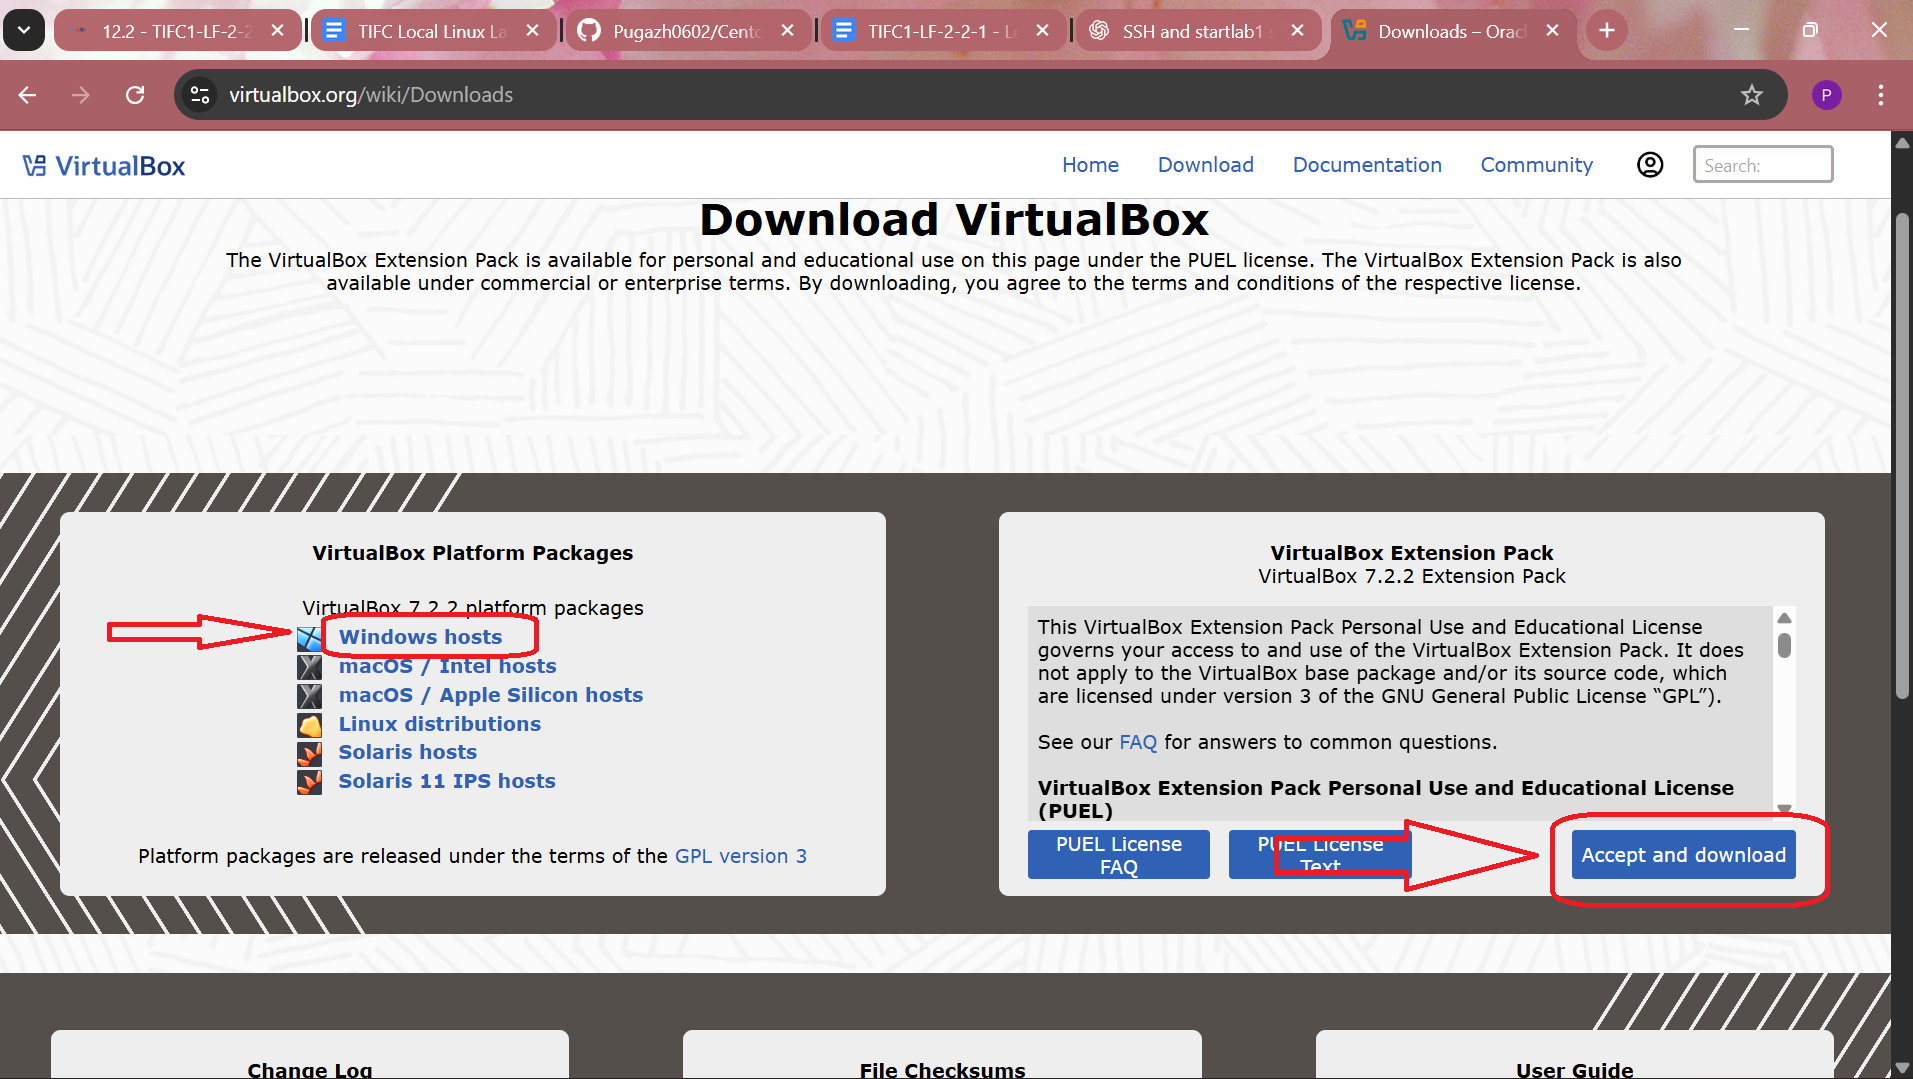 12.2 - TIFC1-LF-2-2
TIFC Local Linux La
Pugazh0602/Cento
TIFC1-LF-2-2-1 - Le
SSH and startlab1 s
Downloads – Oracl
virtualbox.org/wiki/Downloads
P
VirtualBox
Home
Download
Documentation
Community
Search:
Download VirtualBox
The VirtualBox Extension Pack is available for personal and educational use on this page under the PUEL license. The VirtualBox Extension Pack is also
available under commercial or enterprise terms. By downloading, you agree to the terms and conditions of the respective license.
VirtualBox Platform Packages
VirtualBox 7.2.2 platform packages
Windows hosts
macOS / Intel hosts
macOS / Apple Silicon hosts
Linux distributions
Solaris hosts
Solaris 11 IPS hosts
Platform packages are released under the terms of the GPL version 3
VirtualBox Extension Pack
VirtualBox 7.2.2 Extension Pack
This VirtualBox Extension Pack Personal Use and Educational License
governs your access to and use of the VirtualBox Extension Pack. It does
not apply to the VirtualBox base package and/or its source code, which
are licensed under version 3 of the GNU General Public License “GPL”).
See our FAQ for answers to common questions.
VirtualBox Extension Pack Personal Use and Educational License
(PUEL)
PUEL License
FAQ
PUEL License
Text
Accept and download
Change Log
File Checksums
User Guide